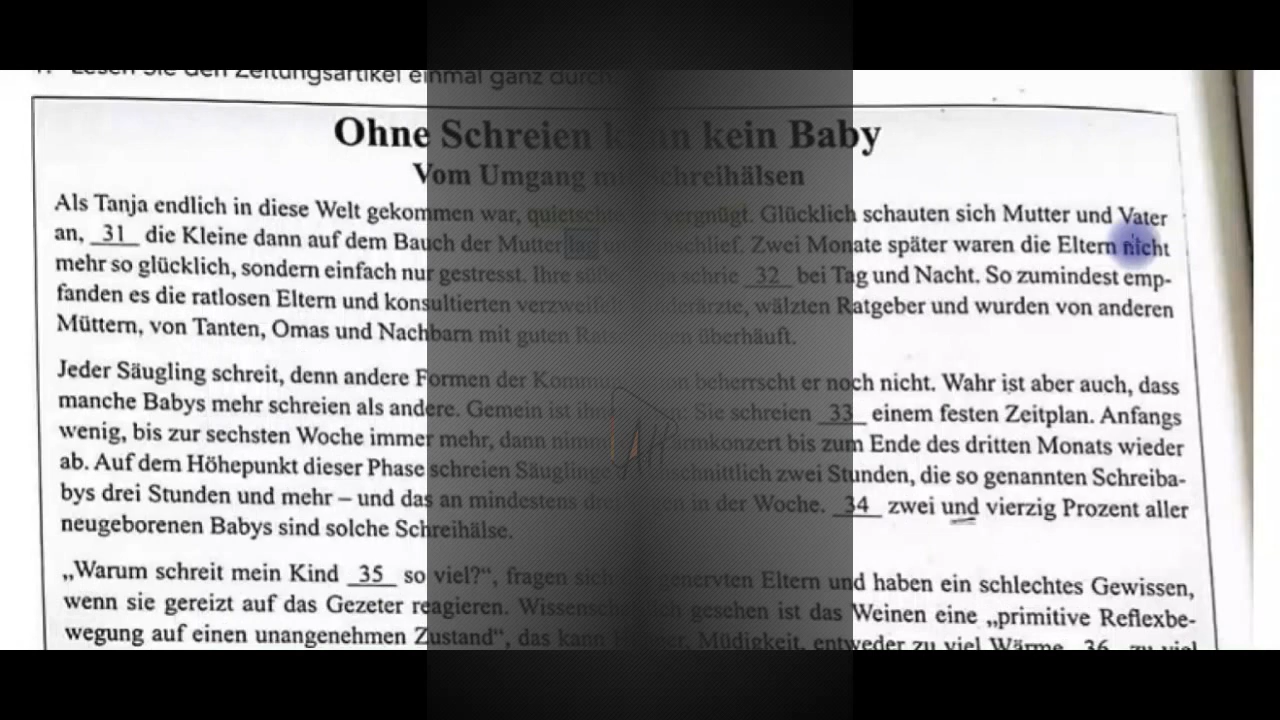 Lesen Sie den Zeitungsartikel einmal ganz durch.
Ohne Schreien kann kein Baby
Vom Umgang mit Schreihälsen
Als Tanja endlich in diese Welt gekommen war, quietschte vergnügt. Glücklich schauten sich Mutter und Vater
an, 31 die Kleine dann auf dem Bauch der Mutter lag und einschlief. Zwei Monate später waren die Eltern nicht
mehr so glücklich, sondern einfach nur gestresst. Ihre süße schrie 32 bei Tag und Nacht. So zumindest emp-
fanden es die ratlosen Eltern und konsultierten verzweifelt Kinderärzte, wälzten Ratgeber und wurden von anderen
Müttern, von Tanten, Omas und Nachbarn mit guten Ratschlägen überhäuft.
Jeder Säugling schreit, denn andere Formen der Kommunikation beherrscht er noch nicht. Wahr ist aber auch, dass
manche Babys mehr schreien als andere. Gemein ist ihnen Sie schreien 33 einem festen Zeitplan. Anfangs
wenig, bis zur sechsten Woche immer mehr, dann nimmt Lärmkonzert bis zum Ende des dritten Monats wieder
ab. Auf dem Höhepunkt dieser Phase schreien Säuglinge durchschnittlich zwei Stunden, die so genannten Schreiba-
bys drei Stunden und mehr – und das an mindestens drei Tagen in der Woche. 34 zwei und vierzig Prozent aller
neugeborenen Babys sind solche Schreihälse.
„Warum schreit mein Kind 35 so viel?“, fragen sich die genervten Eltern und haben ein schlechtes Gewissen,
wenn sie gereizt auf das Gezeter reagieren. Wissenschaftlich gesehen ist das Weinen eine „primitive Reflexbe-
wegung auf einen unangenehmen Zustand“, das kann Hunger, Müdigkeit, entweder zu viel Wärme 36 zu viel